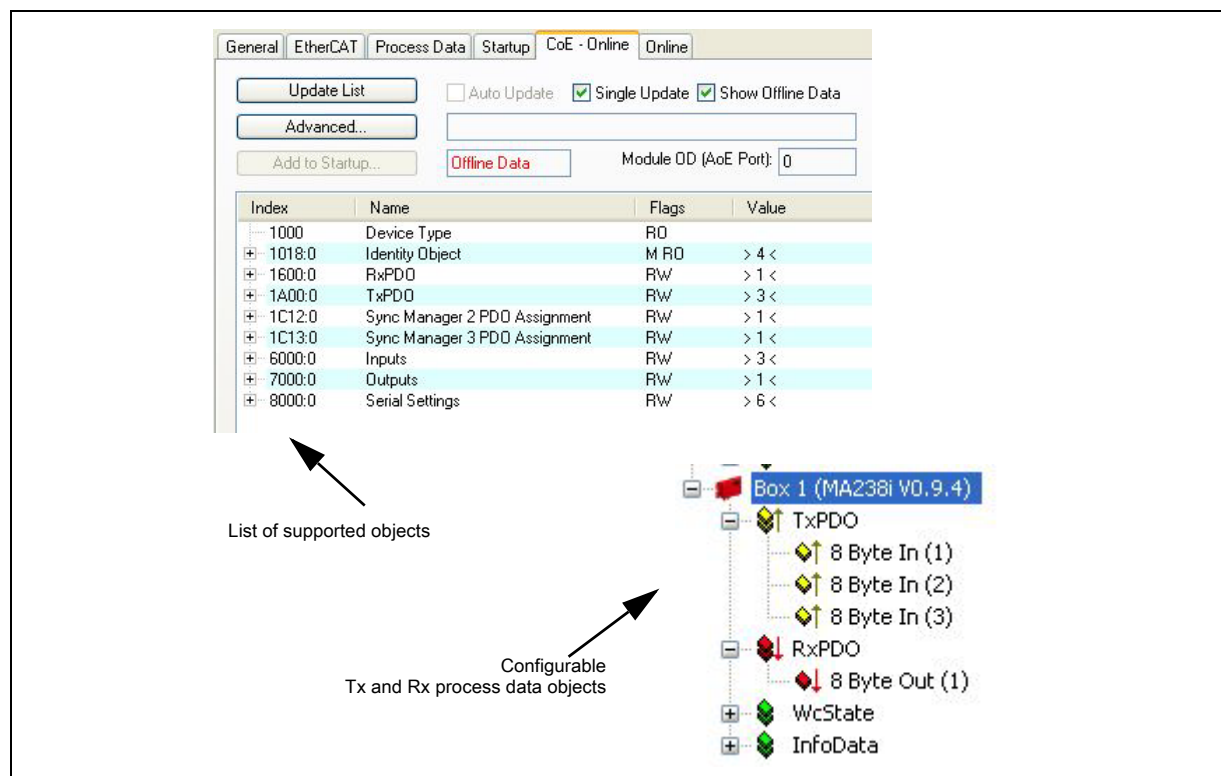 General EtherCAT Process Data Startup CoE - Online Online
Update List Auto Update Single Update Show Offline Data
Advanced...
Add to Startup... Offline Data Module OD (AoE Port): 0
Index Name Flags Value
1000 Device Type RO
1018:0 Identity Object M RO > 4 <
1600:0 RxPDO RW > 1 <
1A00:0 TxPDO RW > 3 <
1C12:0 Sync Manager 2 PDO Assignment RW > 1 <
1C13:0 Sync Manager 3 PDO Assignment RW > 1 <
6000:0 Inputs RW > 3 <
7000:0 Outputs RW > 1 <
8000:0 Serial Settings RW > 6 <
List of supported objects
Box 1 (MA238i V0.9.4)
TxPDO
8 Byte In (1)
8 Byte In (2)
8 Byte In (3)
RxPDO
8 Byte Out (1)
WcState
InfoData
Configurable
Tx and Rx process data objects